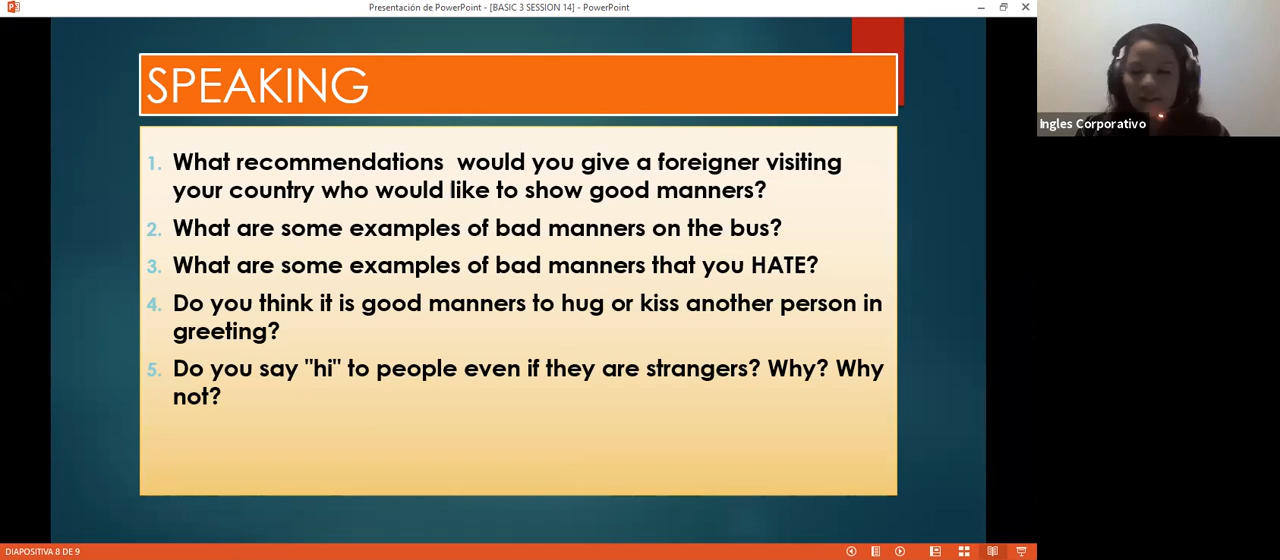 Presentación de PowerPoint - [BASIC 3 SESSION 14] - PowerPoint
SPEAKING
1. What recommendations would you give a foreigner visiting
your country who would like to show good manners?
2. What are some examples of bad manners on the bus?
3. What are some examples of bad manners that you HATE?
4. Do you think it is good manners to hug or kiss another person in
greeting?
5. Do you say "hi" to people even if they are strangers? Why? Why
not?
Ingles Corporativo
DIAPOSITIVA 8 DE 9